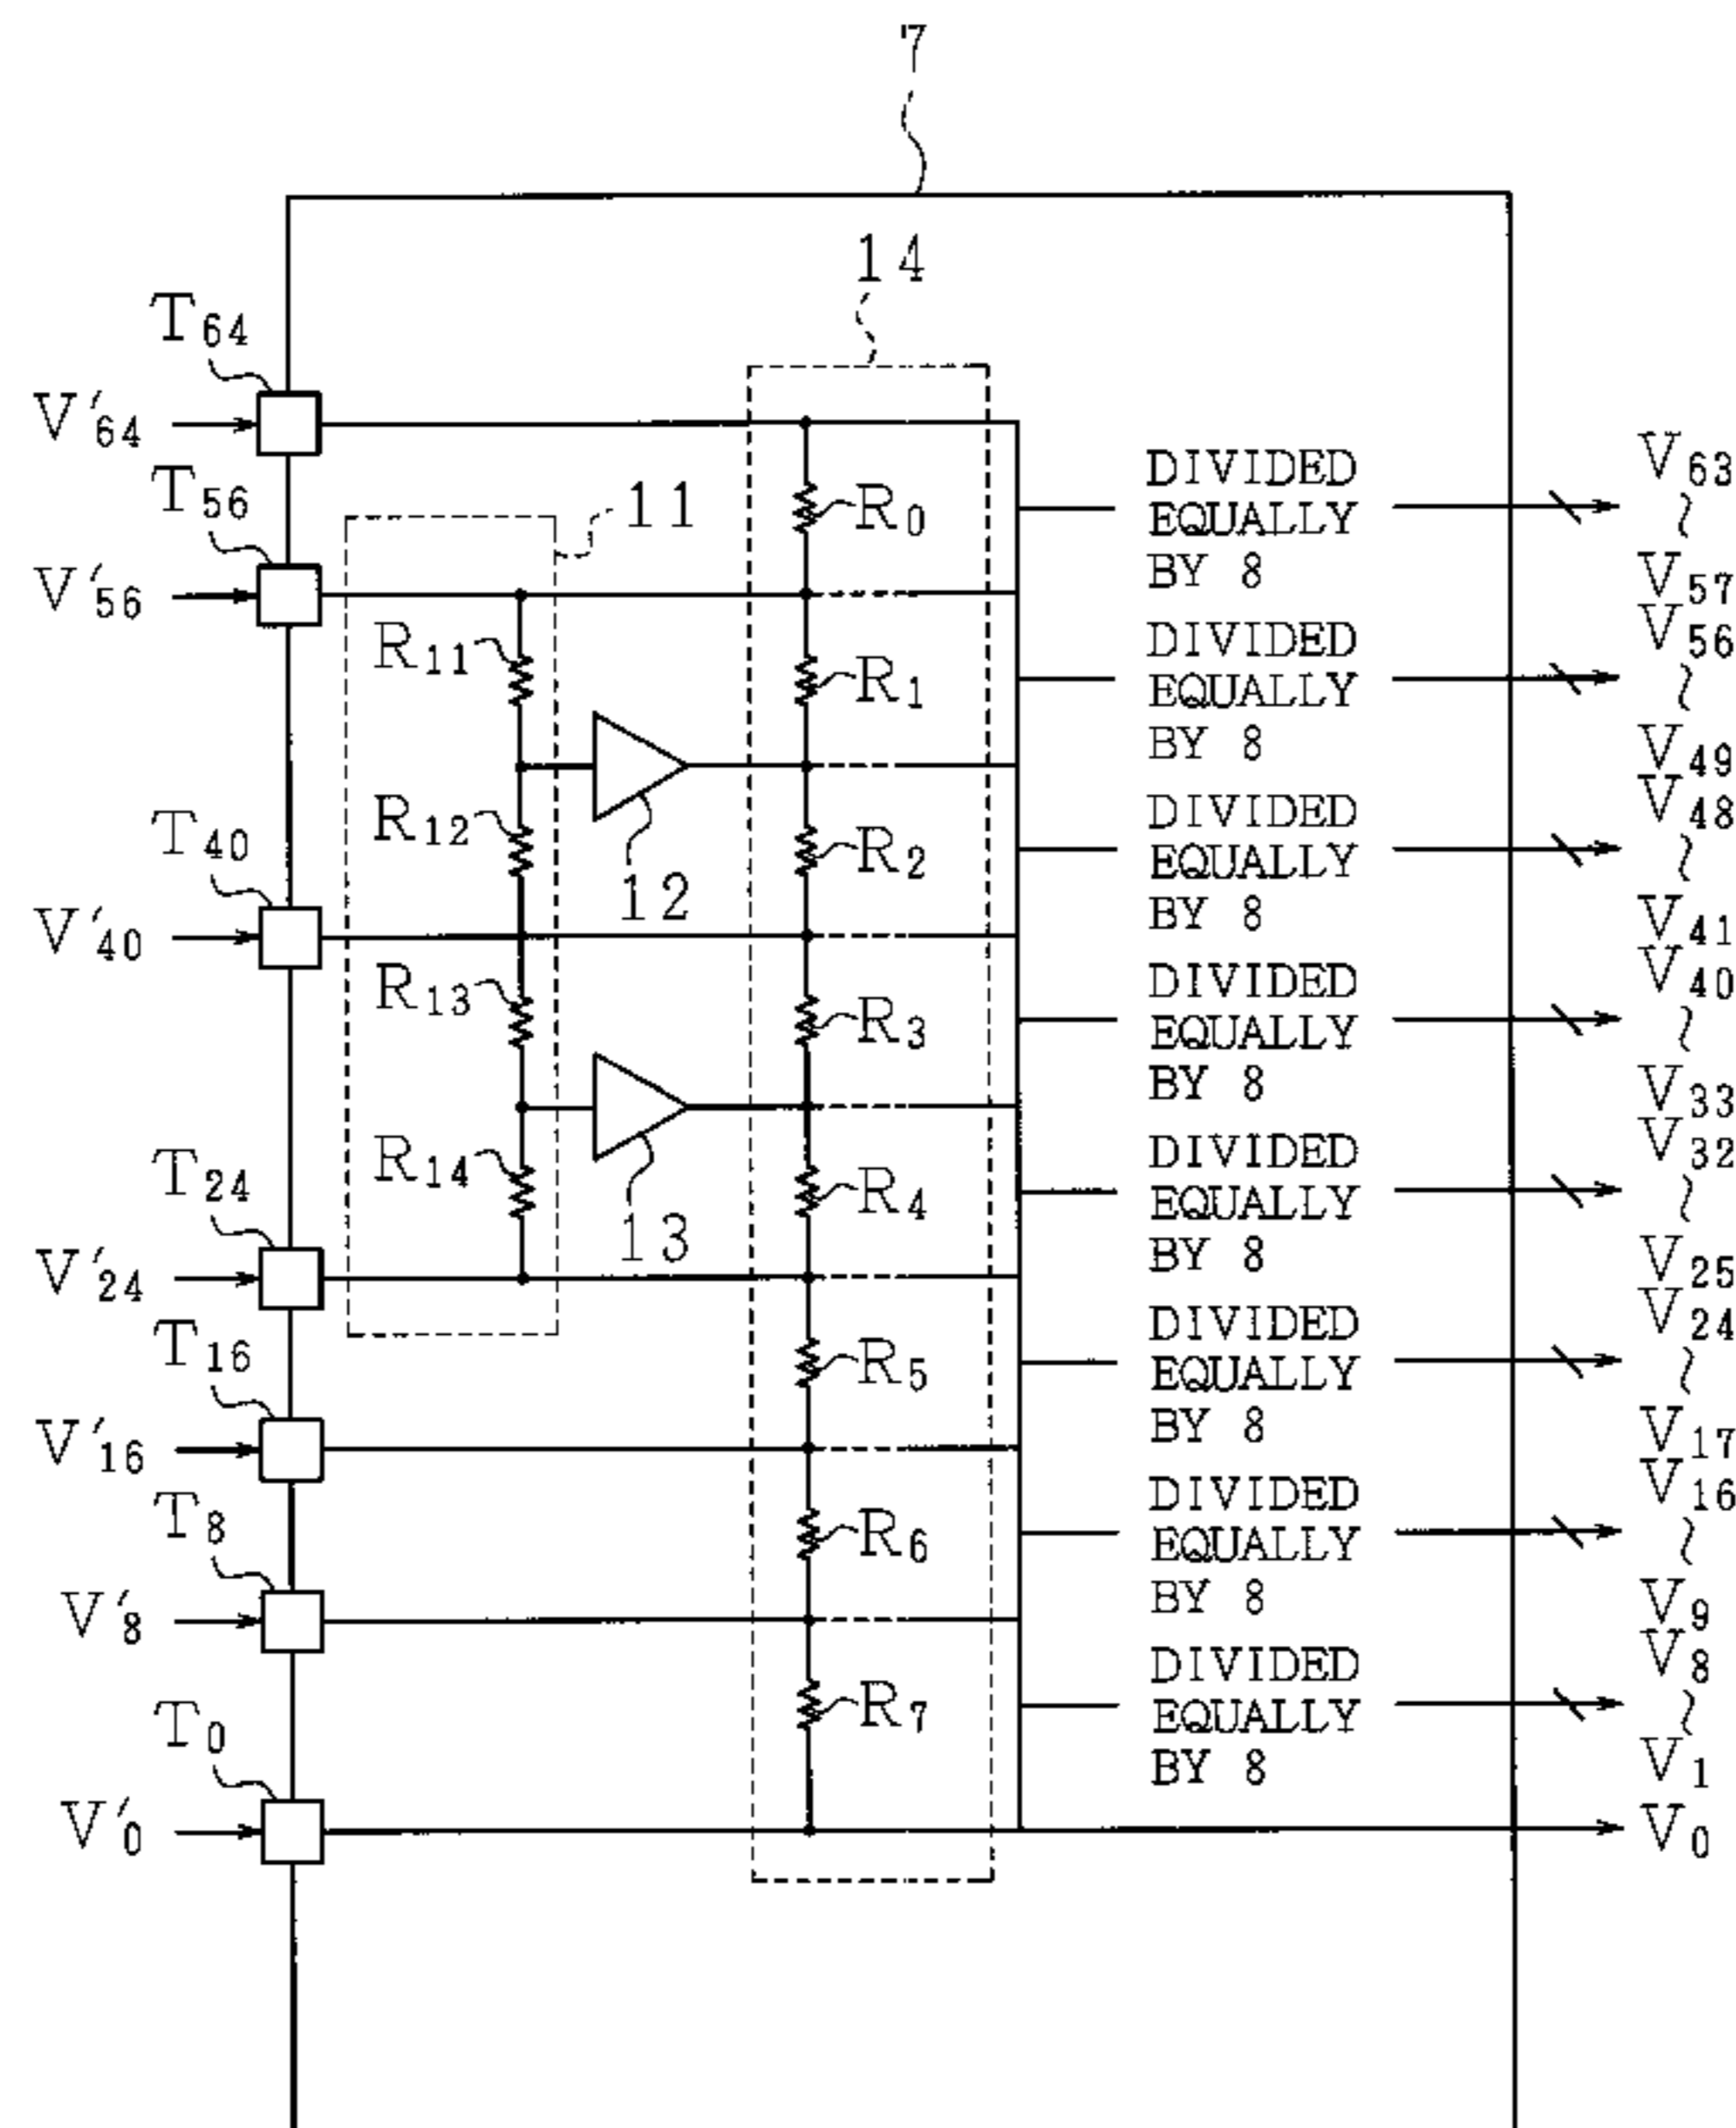 7
14
T64
V'64
DIVIDED
EQUALLY
BY 8
V63
~
V57
R0
T56
V'56
11
R11
R1
DIVIDED
EQUALLY
BY 8
V56
~
V49
12
R12
R2
DIVIDED
EQUALLY
BY 8
V48
~
V41
T40
V'40
R13
R3
DIVIDED
EQUALLY
BY 8
V40
~
V33
13
R14
R4
DIVIDED
EQUALLY
BY 8
V32
~
V25
T24
V'24
R5
DIVIDED
EQUALLY
BY 8
V24
~
V17
T16
V'16
R6
DIVIDED
EQUALLY
BY 8
V16
~
V9
T8
V'8
R7
DIVIDED
EQUALLY
BY 8
V8
~
V1
T0
V'0
V0